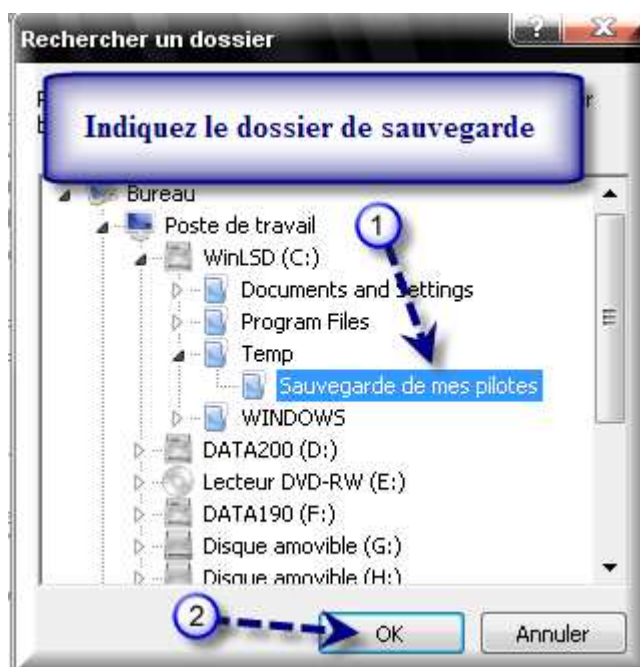 Rechercher un dossier
?
Indiquez le dossier de sauvegarde
Bureau
Poste de travail
1
WinLSD (C:)
Documents and Settings
Program Files
Temp
Sauvegarde de mes pilotes
WINDOWS
DATA200 (D:)
Lecteur DVD-RW (E:)
DATA190 (F:)
Disque amovible (G:)
Disque amovible (H:)
2
OK
Annuler